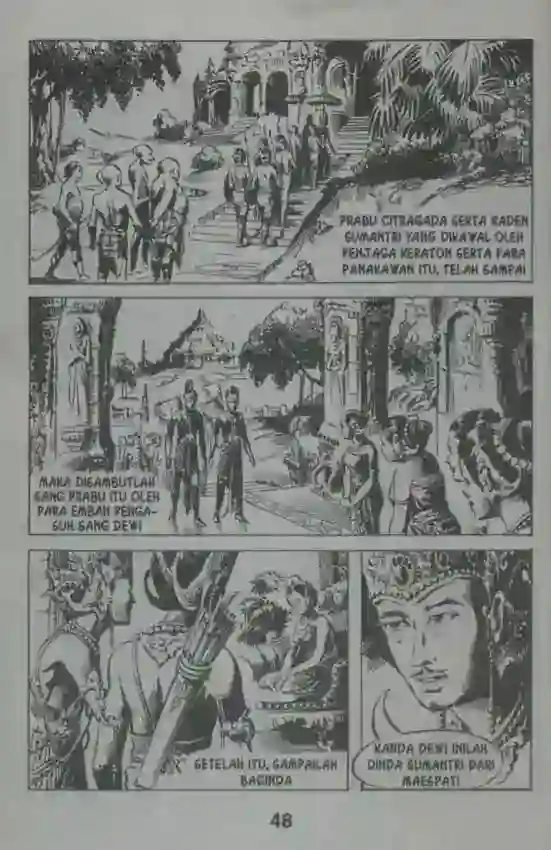 PRABU CITRAGADA SERTA RADEN
SUMANTRI YANG DIKAWAL OLEH
PENJAGA KERATON SERTA PARA
PANAKAWAN ITU, TELAH SAMPAI
MAKA DISAMBUTLAH
SANG PRABU ITU OLEH
PARA EMBAN PENGA-
SUH SANG DEWI
SETELAH ITU, SAMPAILAH
BAGINDA
KANDA DEWI INILAH
DINDA SUMANTRI DARI
MAESPATI
48